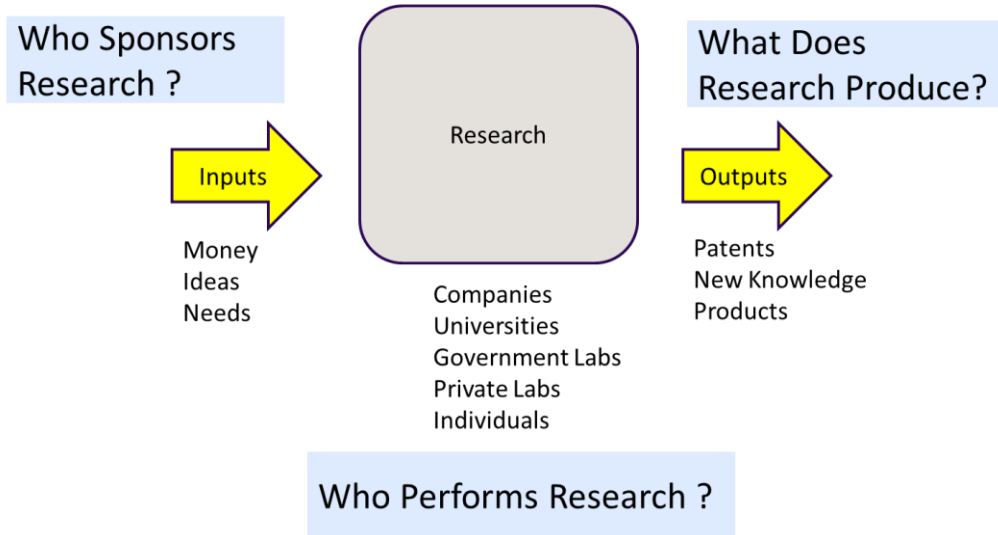 Who Sponsors
Research ?
Research
What Does
Research Produce?
Inputs
Outputs
Money
Ideas
Needs
Patents
New Knowledge
Products
Companies
Universities
Government Labs
Private Labs
Individuals
Who Performs Research ?